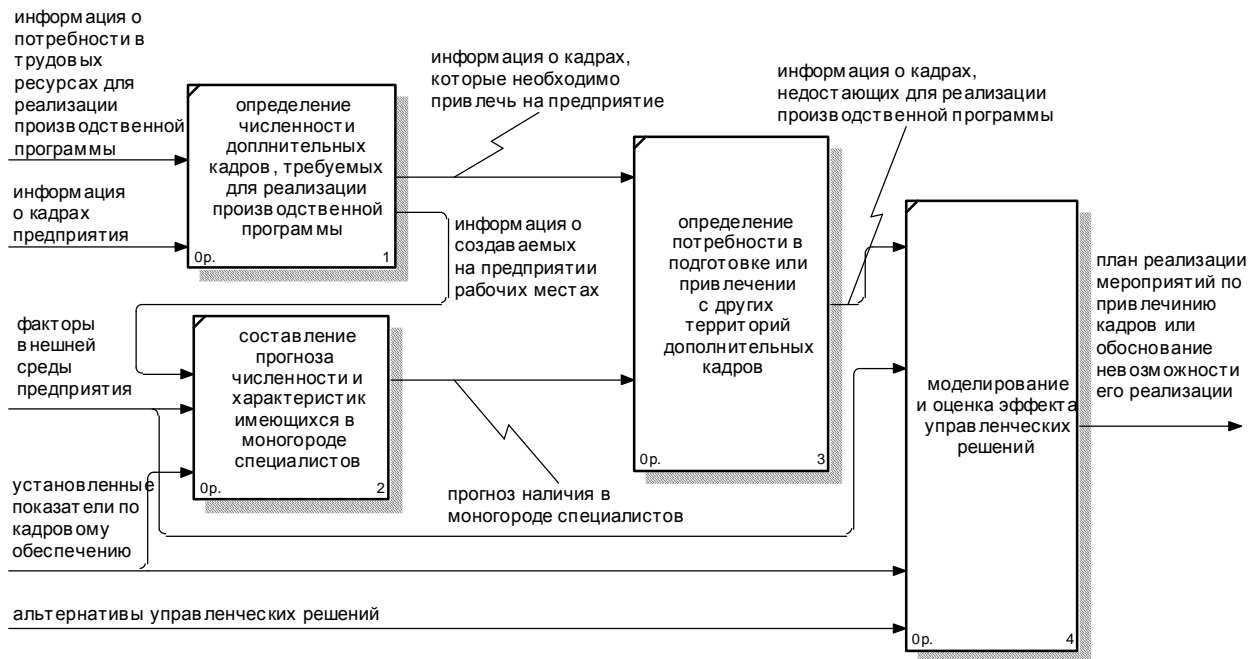 информация о
потребности в
трудовых
ресурсах для
реализации
производственной
программы
информация
о кадрах
предприятия
определение
численности
доплнительных
кадров, требуемых
для реализации
производственной
программы
0р.
1
информация о кадрах,
которые необходимо
привлечь на предприятие
информация о
создаваемых
на предприятии
рабочих местах
факторы
внешней
среды
предприятия
составление
прогноза
численности и
характеристик
имеющихся в
моногороде
специалистов
0р.
2
прогноз наличия в
моногороде специалистов
установленные
показатели по
кадровому
обеспечению
альтернативы управленческих решений
информация о кадрах,
недостающих для реализации
производственной программы
определение
потребности в
подготовке или
привлечении
с других
территорий
дополнительных
кадров
0р.
3
моделирование
и оценка эффекта
управленческих
решений
0р.
4
план реализации
мероприятий по
привлечинию
кадров или
обоснование
невозможности
его реализации